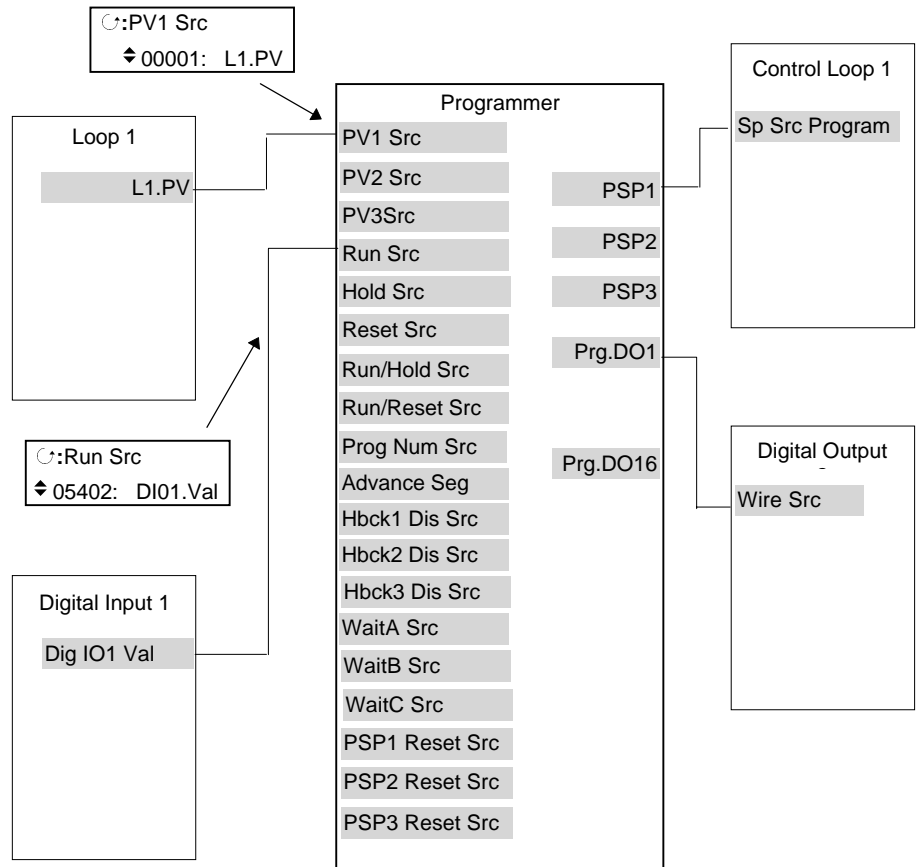 :PV1 Src
00001: L1.PV
Loop 1
L1.PV
:Run Src
05402: DI01.Val
Digital Input 1
Dig IO1 Val
Programmer
PV1 Src
PV2 Src
PV3Src
Run Src
Hold Src
Reset Src
Run/Hold Src
Run/Reset Src
Prog Num Src
Advance Seg
Hbck1 Dis Src
Hbck2 Dis Src
Hbck3 Dis Src
WaitA Src
WaitB Src
WaitC Src
PSP1 Reset Src
PSP2 Reset Src
PSP3 Reset Src
PSP1
PSP2
PSP3
Prg.DO1
Prg.DO16
Control Loop 1
Sp Src Program
Digital Output
Wire Src